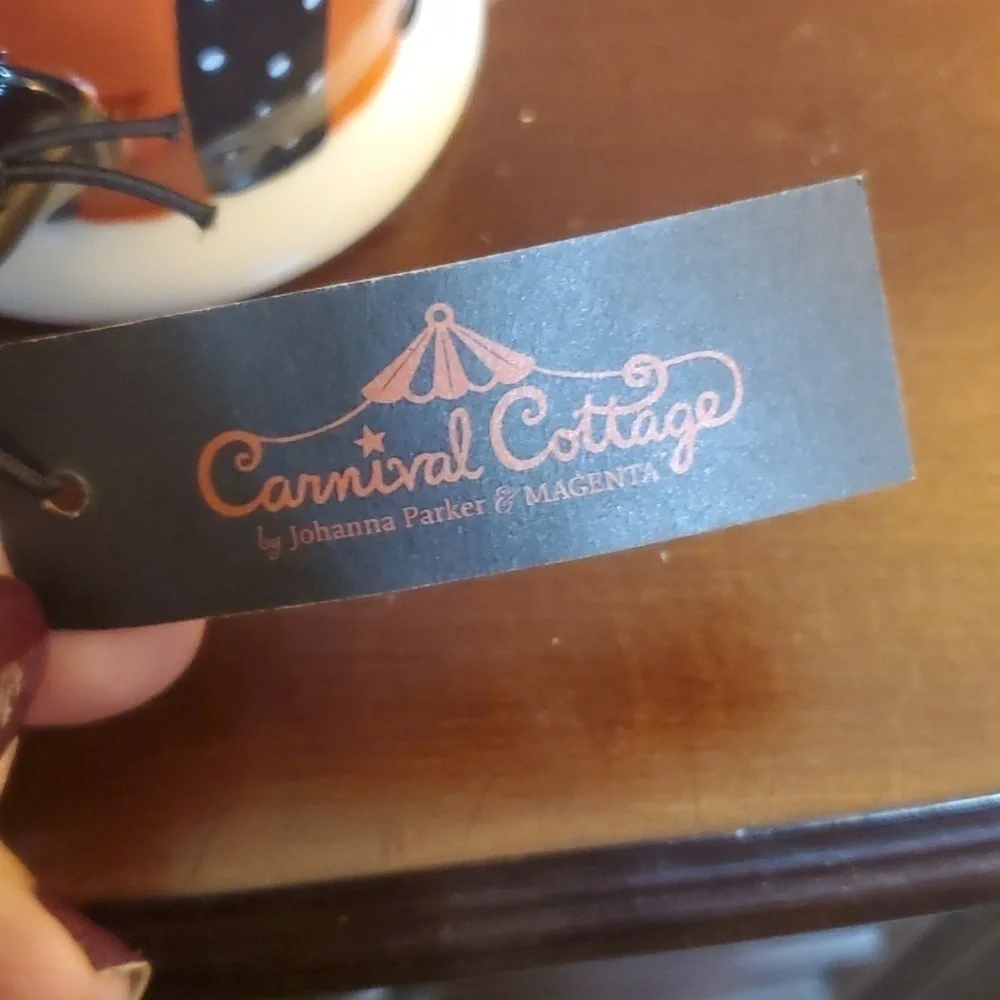 Carnival Cottage
by Johanna Parker & MAGENTA